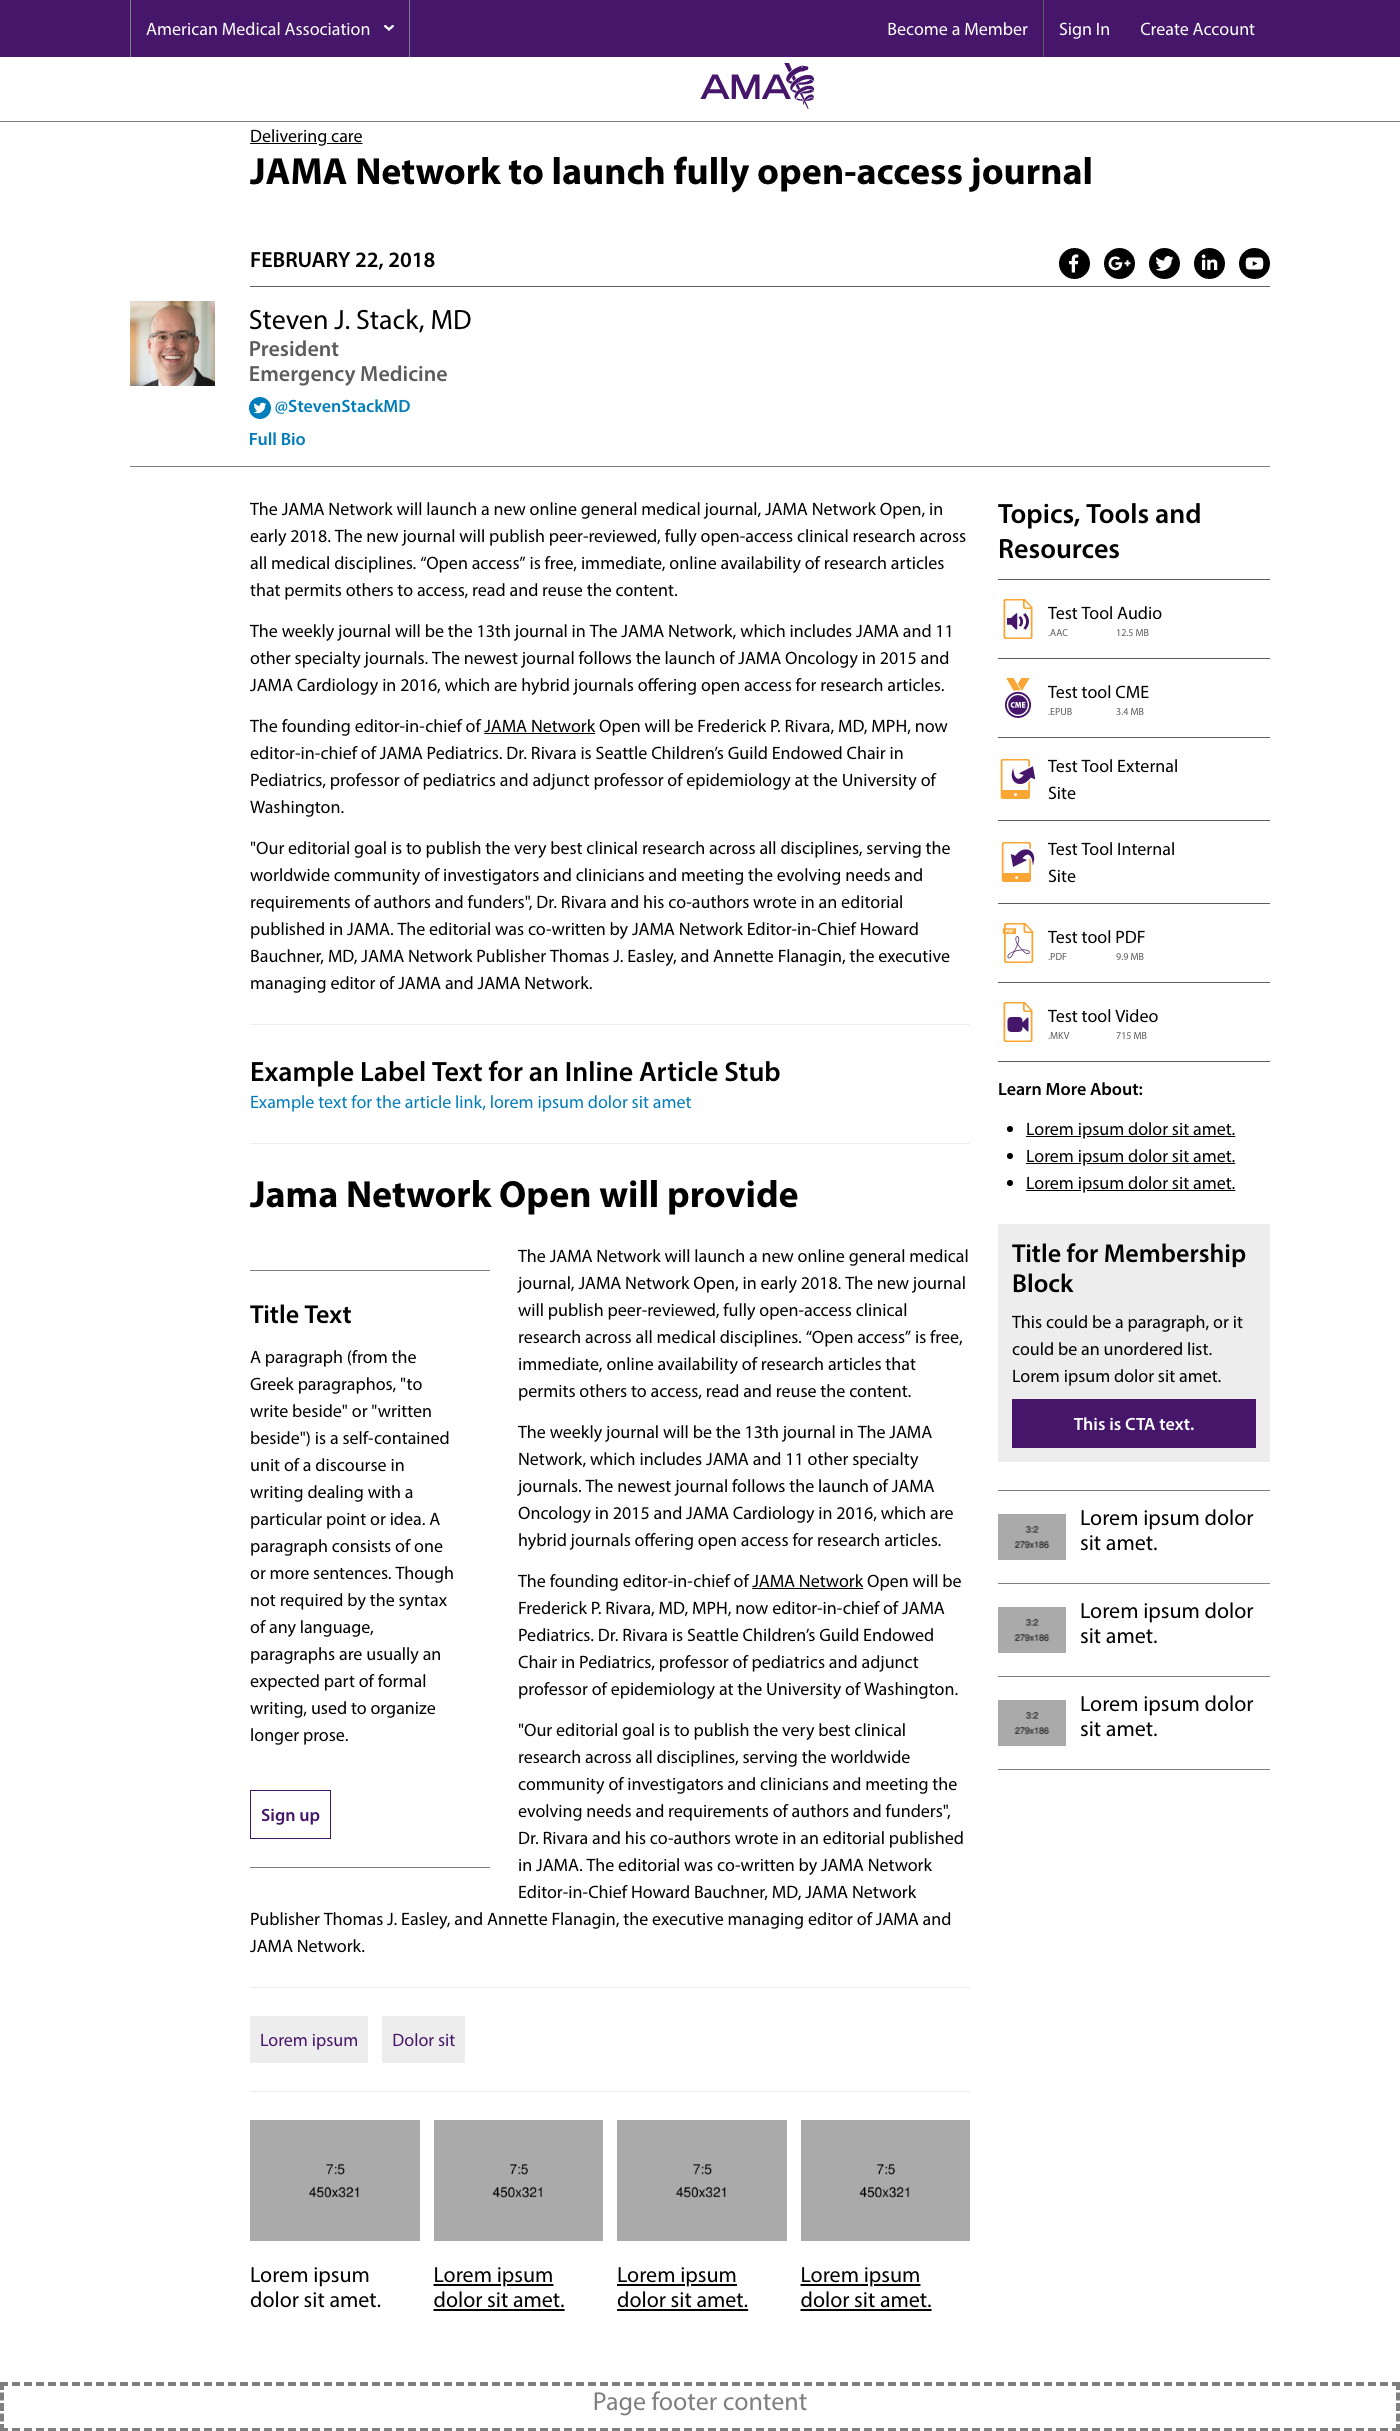 American Medical Association
Become a Member
Sign In
Create Account
AMA
Delivering care
JAMA Network to launch fully open-access journal
FEBRUARY 22, 2018
Steven J. Stack, MD
President
Emergency Medicine
@StevenStackMD
Full Bio
The JAMA Network will launch a new online general medical journal, JAMA Network Open, in
early 2018. The new journal will publish peer-reviewed, fully open-access clinical research across
all medical disciplines. “Open access” is free, immediate, online availability of research articles
that permits others to access, read and reuse the content.
The weekly journal will be the 13th journal in The JAMA Network, which includes JAMA and 11
other specialty journals. The newest journal follows the launch of JAMA Oncology in 2015 and
JAMA Cardiology in 2016, which are hybrid journals offering open access for research articles.
The founding editor-in-chief of JAMA Network Open will be Frederick P. Rivara, MD, MPH, now
editor-in-chief of JAMA Pediatrics. Dr. Rivara is Seattle Children’s Guild Endowed Chair in
Pediatrics, professor of pediatrics and adjunct professor of epidemiology at the University of
Washington.
"Our editorial goal is to publish the very best clinical research across all disciplines, serving the
worldwide community of investigators and clinicians and meeting the evolving needs and
requirements of authors and funders", Dr. Rivara and his co-authors wrote in an editorial
published in JAMA. The editorial was co-written by JAMA Network Editor-in-Chief Howard
Bauchner, MD, JAMA Network Publisher Thomas J. Easley, and Annette Flanagin, the executive
managing editor of JAMA and JAMA Network.
Example Label Text for an Inline Article Stub
Example text for the article link, lorem ipsum dolor sit amet
Jama Network Open will provide
Title Text
A paragraph (from the
Greek paragraphos, "to
write beside" or "written
beside") is a self-contained
unit of a discourse in
writing dealing with a
particular point or idea. A
paragraph consists of one
or more sentences. Though
not required by the syntax
of any language,
paragraphs are usually an
expected part of formal
writing, used to organize
longer prose.
Sign up
The JAMA Network will launch a new online general medical
journal, JAMA Network Open, in early 2018. The new journal
will publish peer-reviewed, fully open-access clinical
research across all medical disciplines. “Open access” is free,
immediate, online availability of research articles that
permits others to access, read and reuse the content.
The weekly journal will be the 13th journal in The JAMA
Network, which includes JAMA and 11 other specialty
journals. The newest journal follows the launch of JAMA
Oncology in 2015 and JAMA Cardiology in 2016, which are
hybrid journals offering open access for research articles.
The founding editor-in-chief of JAMA Network Open will be
Frederick P. Rivara, MD, MPH, now editor-in-chief of JAMA
Pediatrics. Dr. Rivara is Seattle Children’s Guild Endowed
Chair in Pediatrics, professor of pediatrics and adjunct
professor of epidemiology at the University of Washington.
"Our editorial goal is to publish the very best clinical
research across all disciplines, serving the worldwide
community of investigators and clinicians and meeting the
evolving needs and requirements of authors and funders",
Dr. Rivara and his co-authors wrote in an editorial published
in JAMA. The editorial was co-written by JAMA Network
Editor-in-Chief Howard Bauchner, MD, JAMA Network
Publisher Thomas J. Easley, and Annette Flanagin, the executive managing editor of JAMA and
JAMA Network.
Lorem ipsum
Dolor sit
7:5
450x321
7:5
450x321
7:5
450x321
7:5
450x321
Lorem ipsum
dolor sit amet.
Lorem ipsum
dolor sit amet.
Lorem ipsum
dolor sit amet.
Lorem ipsum
dolor sit amet.
Topics, Tools and
Resources
Test Tool Audio
.AAC 12.5 MB
CME
Test tool CME
.EPUB 3.4 MB
Test Tool External
Site
Test Tool Internal
Site
PDF
Test tool PDF
.PDF 9.9 MB
Test tool Video
.MKV 715 MB
Learn More About:
Lorem ipsum dolor sit amet.
Lorem ipsum dolor sit amet.
Lorem ipsum dolor sit amet.
Title for Membership
Block
This could be a paragraph, or it
could be an unordered list.
Lorem ipsum dolor sit amet.
This is CTA text.
3:2
279x186
Lorem ipsum dolor
sit amet.
3:2
279x186
Lorem ipsum dolor
sit amet.
3:2
279x186
Lorem ipsum dolor
sit amet.
Page footer content